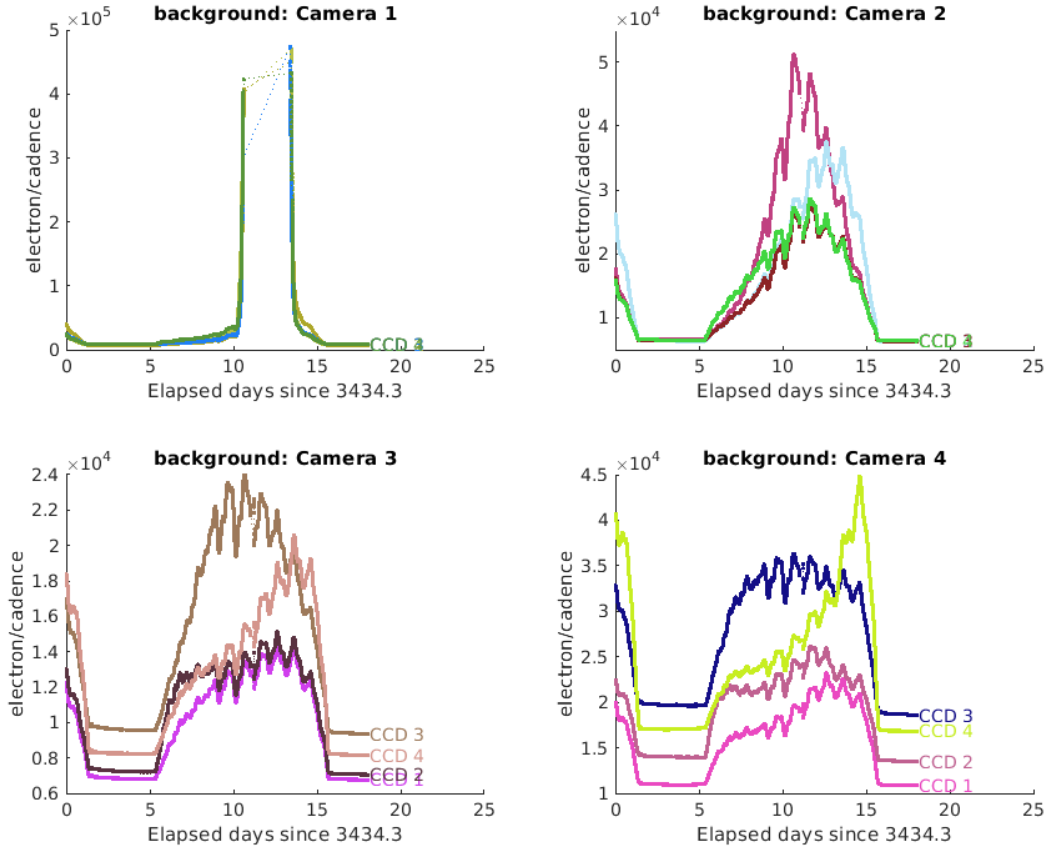 background: Camera 1
×10⁵
5
4
3
2
1
0
electron/cadence
0 5 10 15 20 25
Elapsed days since 3434.3
background: Camera 2
×10⁴
5
4
3
2
1
electron/cadence
0 5 10 15 20 25
Elapsed days since 3434.3
background: Camera 3
×10⁴
2.4
2.2
2
1.8
1.6
1.4
1.2
1
0.8
0.6
electron/cadence
CCD 3
CCD 4
CCD 2
CCD 1
0 5 10 15 20 25
Elapsed days since 3434.3
background: Camera 4
×10⁴
4.5
4
3.5
3
2.5
2
1.5
1
electron/cadence
CCD 3
CCD 4
CCD 2
CCD 1
0 5 10 15 20 25
Elapsed days since 3434.3